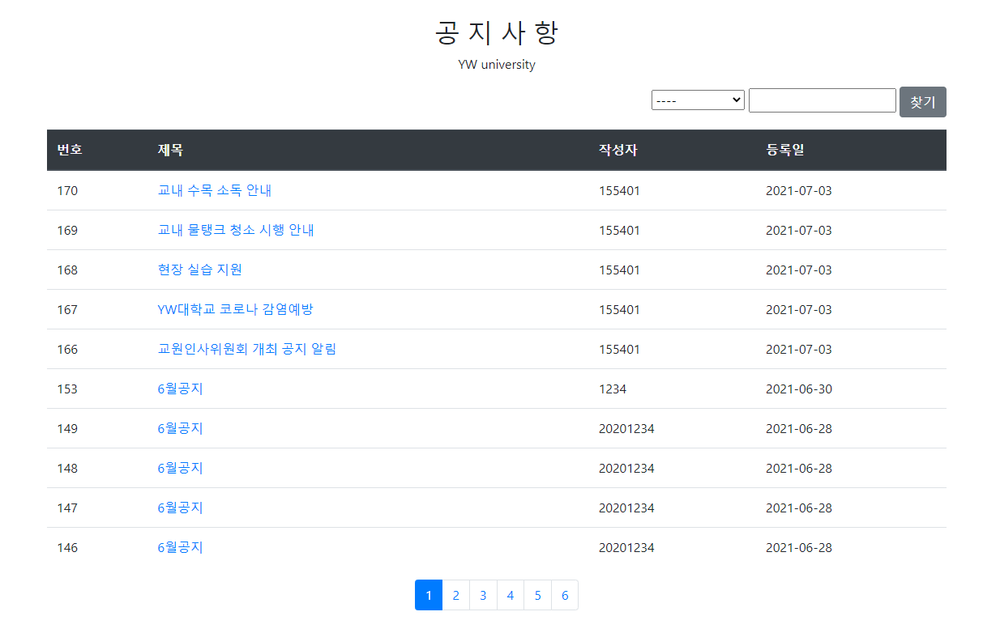 공 지 사 항
YW university
---- 찾기
번호 제목 작성자 등록일
170 교내 수목 소독 안내 155401 2021-07-03
169 교내 물탱크 청소 시행 안내 155401 2021-07-03
168 현장 실습 지원 155401 2021-07-03
167 YW대학교 코로나 감염예방 155401 2021-07-03
166 교원인사위원회 개최 공지 알림 155401 2021-07-03
153 6월공지 1234 2021-06-30
149 6월공지 20201234 2021-06-28
148 6월공지 20201234 2021-06-28
147 6월공지 20201234 2021-06-28
146 6월공지 20201234 2021-06-28
1 2 3 4 5 6